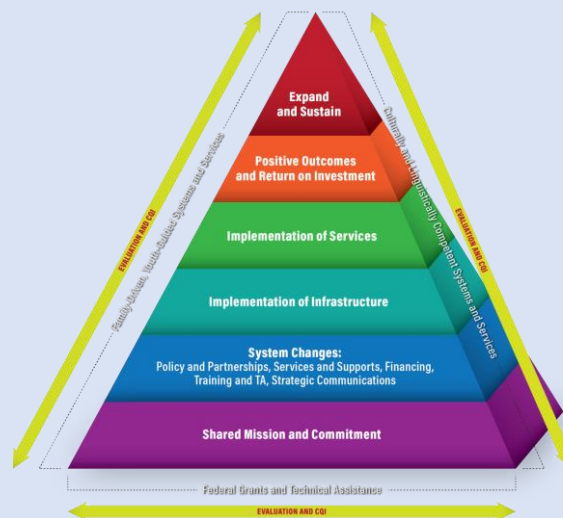 Expand
and Sustain
Positive Outcomes
and Return on Investment
Implementation of Services
Implementation of Infrastructure
System Changes:
Policy and Partnerships, Services and Supports, Financing,
Training and TA, Strategic Communications
Shared Mission and Commitment
Family-Driven, Youth-Guided Systems and Services
EVALUATION AND CQI
Culturally and Linguistically Competent Systems and Services
EVALUATION AND CQI
Federal Grants and Technical Assistance
EVALUATION AND CQI